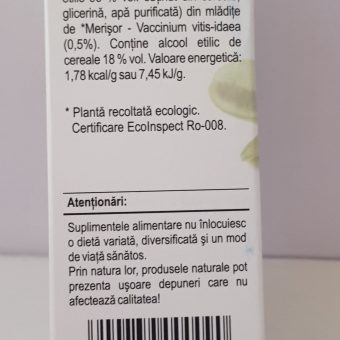 glicerină, apă purificată) din mlădițe
de *Merișor - Vaccinium vitis-idaea
(0,5%). Conține alcool etilic de
cereale 18 % vol. Valoare energetică:
1,78 kcal/g sau 7,45 kJ/g.
* Plantă recoltată ecologic.
Certificare EcoInspect Ro-008.
Atenționări:
Suplimentele alimentare nu înlocuiesc
o dietă variată, diversificată și un mod
de viață sănătos.
Prin natura lor, produsele naturale pot
prezenta ușoare depuneri care nu
afectează calitatea!